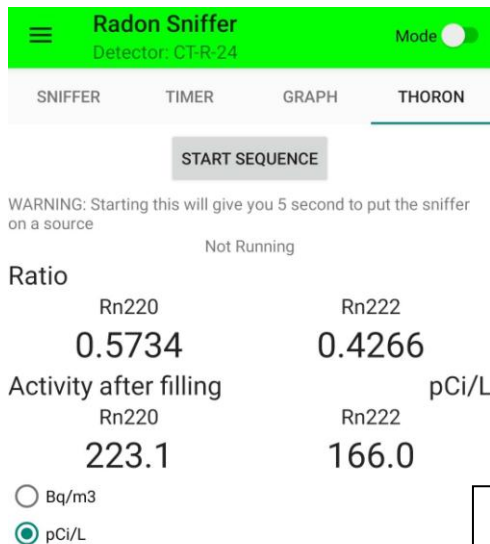 Radon Sniffer
Detector: CT-R-24
Mode
SNIFFER TIMER GRAPH THORON
START SEQUENCE
WARNING: Starting this will give you 5 second to put the sniffer
on a source
Not Running
Ratio
Rn220 Rn222
0.5734 0.4266
Activity after filling pCi/L
Rn220 Rn222
223.1 166.0
Bq/m3
pCi/L